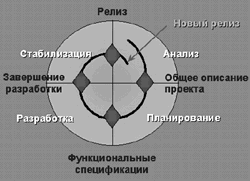 Релиз
Новый релиз
Стабилизация
Анализ
Завершение
разработки
Общее описание
проекта
Разработка
Планирование
Функциональные
спецификации